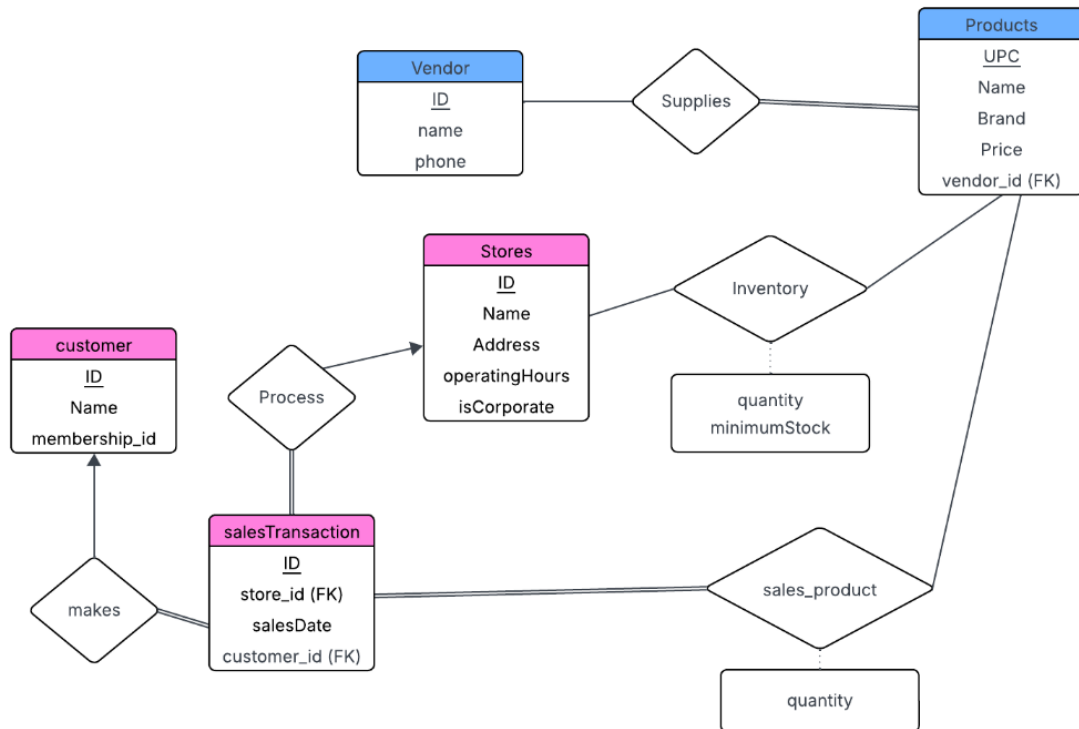 Products
UPC
Name
Brand
Price
vendor_id (FK)
Vendor
ID
name
phone
Supplies
Stores
ID
Name
Address
operatingHours
isCorporate
Inventory
quantity
minimumStock
customer
ID
Name
membership_id
Process
salesTransaction
ID
store_id (FK)
salesDate
customer_id (FK)
makes
sales_product
quantity